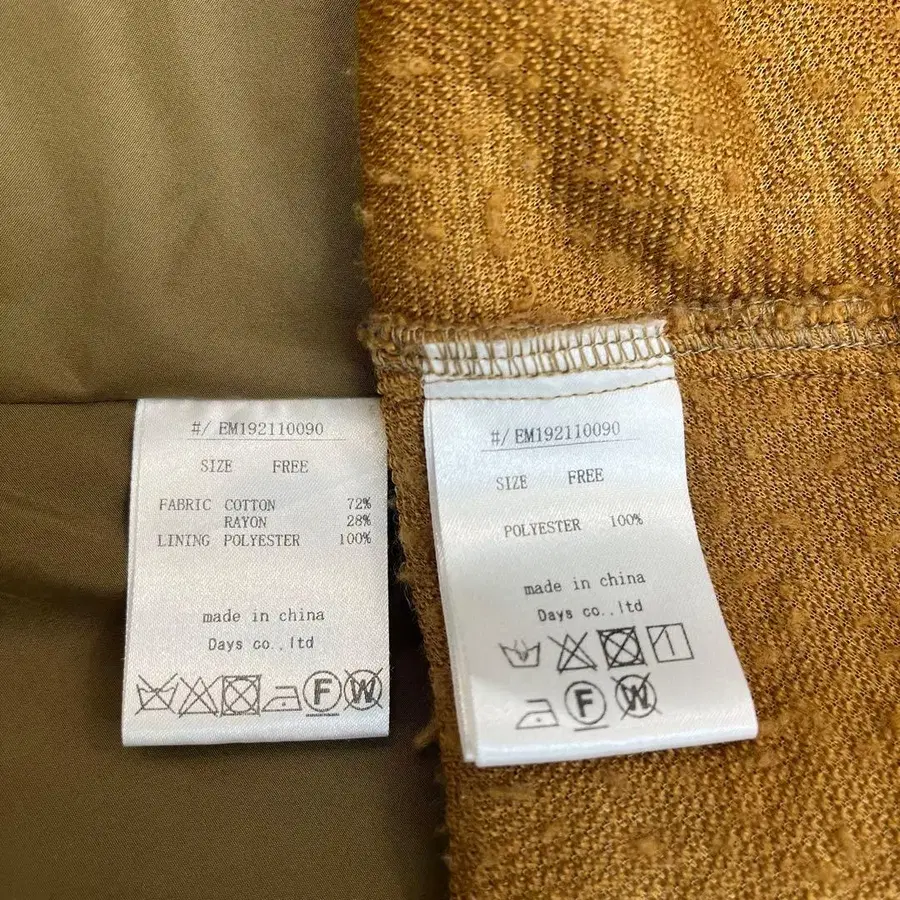 #/ EM192110090
SIZE FREE
FABRIC COTTON 72%
RAYON 28%
LINING POLYESTER 100%
made in china
Days co.,ltd
F W
#/ EM192110090
SIZE FREE
POLYESTER 100%
made in china
Days co.,ltd
F W